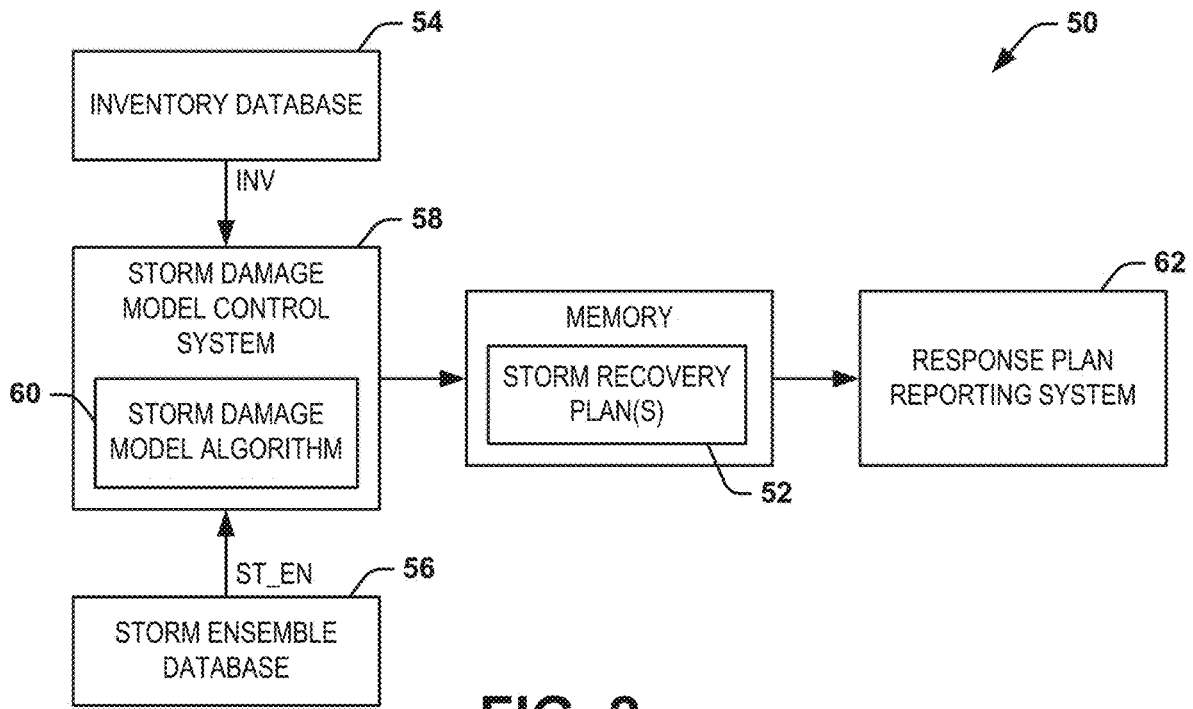 54
50
INVENTORY DATABASE
INV
58
STORM DAMAGE
MODEL CONTROL
SYSTEM
60
STORM DAMAGE
MODEL ALGORITHM
MEMORY
STORM RECOVERY
PLAN(S)
52
62
RESPONSE PLAN
REPORTING SYSTEM
ST_EN
56
STORM ENSEMBLE
DATABASE